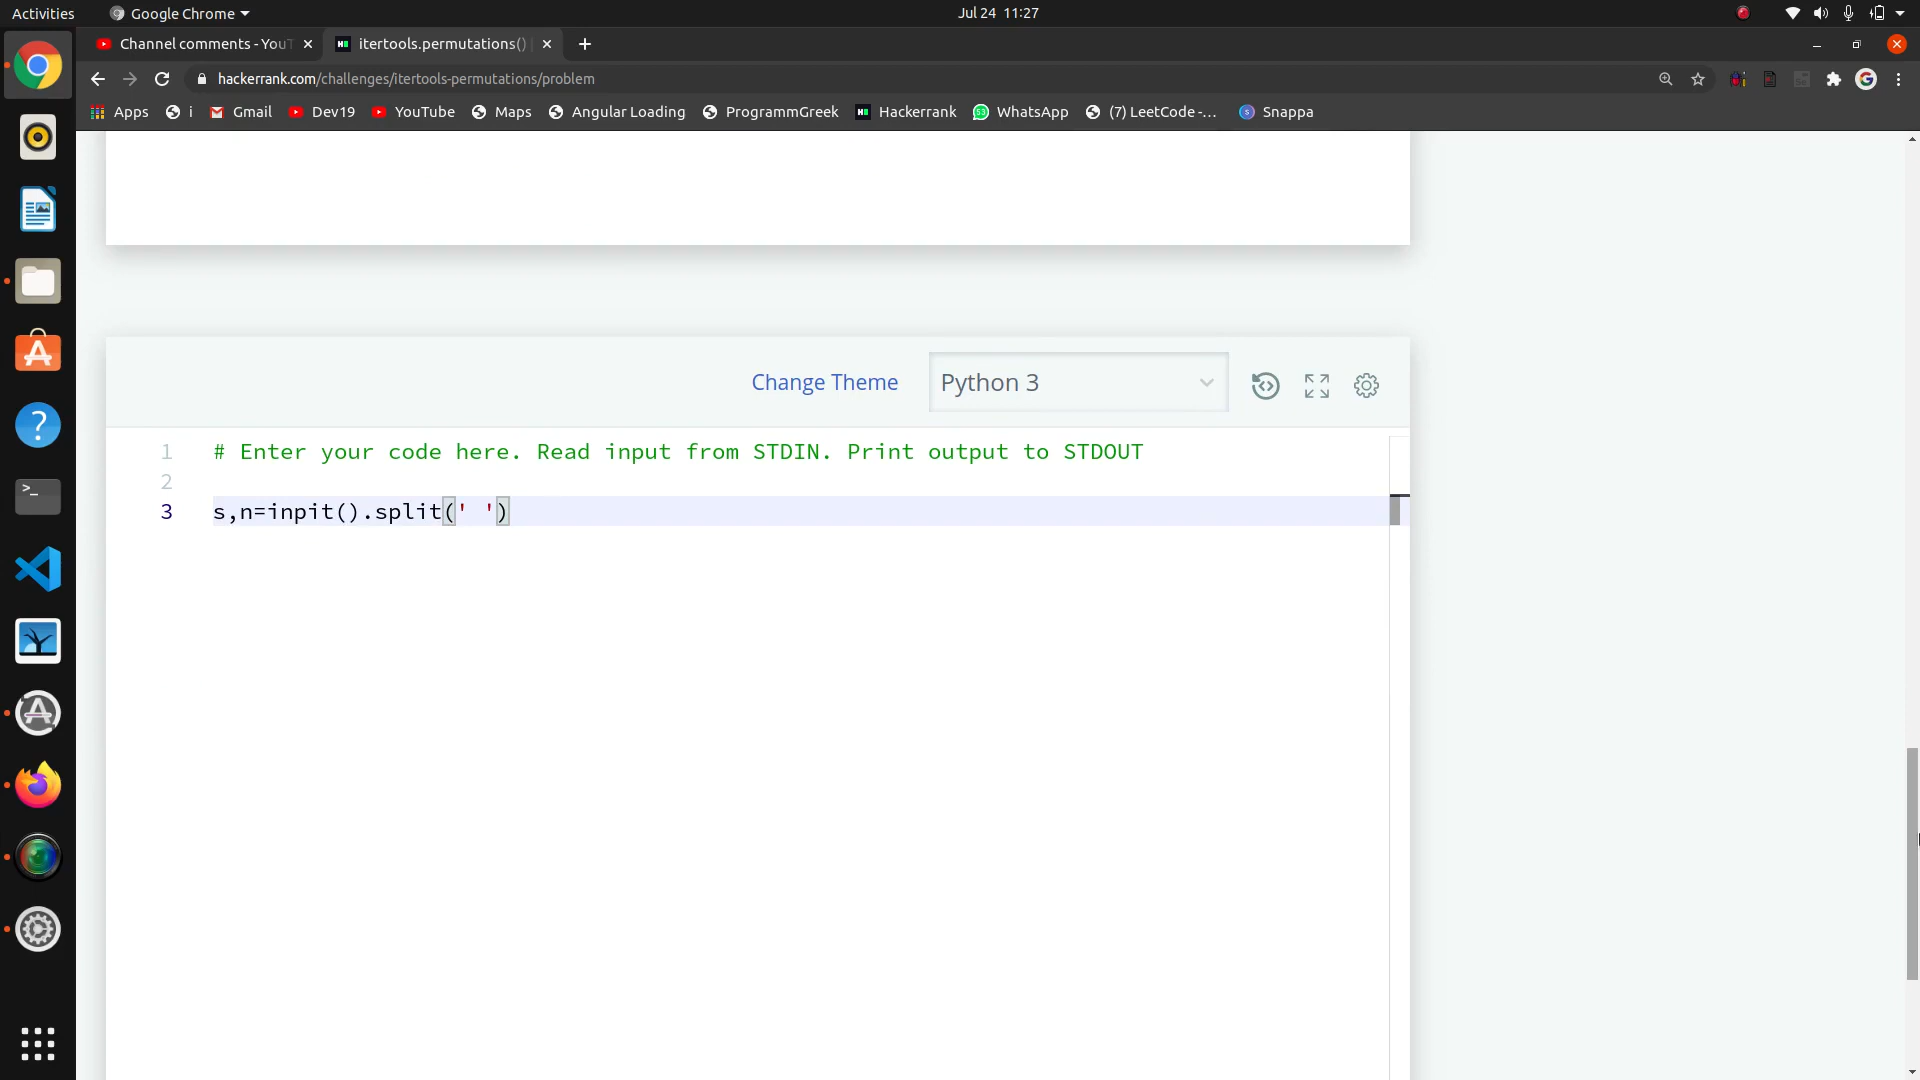 Activities Google Chrome Jul 24 11:27
Channel comments - YouT itertools.permutations()
hackerrank.com/challenges/itertools-permutations/problem
Apps i Gmail Dev19 YouTube Maps Angular Loading ProgrammGreek Hackerrank WhatsApp (7) LeetCode -... Snappa
Change Theme Python 3
1 # Enter your code here. Read input from STDIN. Print output to STDOUT
2
3 s,n=inpit().split(' ')